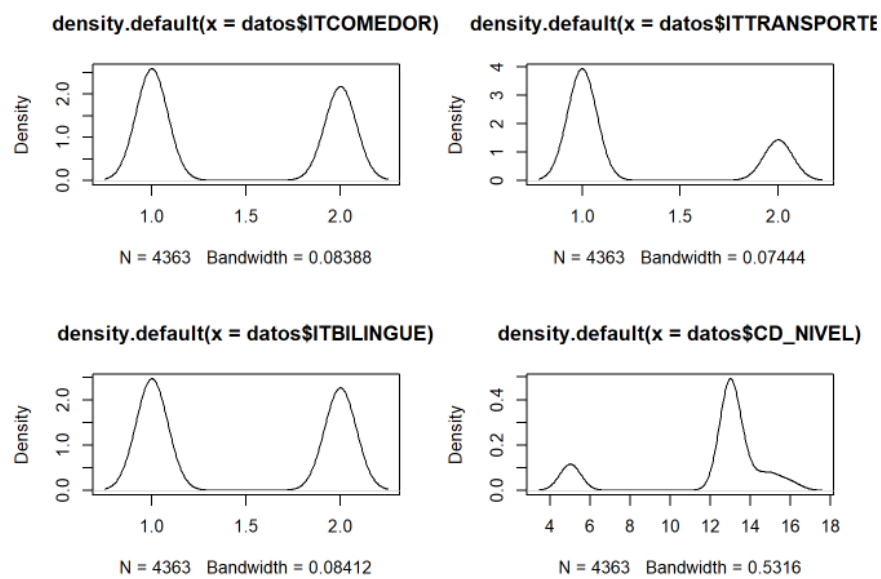 density.default(x = datos$ITCOMEDOR)
Density
0.0 1.0 2.0
1.0 1.5 2.0
N = 4363 Bandwidth = 0.08388
density.default(x = datos$ITTRANSPORTE
Density
0 1 2 3 4
1.0 1.5 2.0
N = 4363 Bandwidth = 0.07444
density.default(x = datos$ITBILINGUE)
Density
0.0 1.0 2.0
1.0 1.5 2.0
N = 4363 Bandwidth = 0.08412
density.default(x = datos$CD_NIVEL)
Density
0.0 0.2 0.4
4 6 8 10 12 14 16 18
N = 4363 Bandwidth = 0.5316